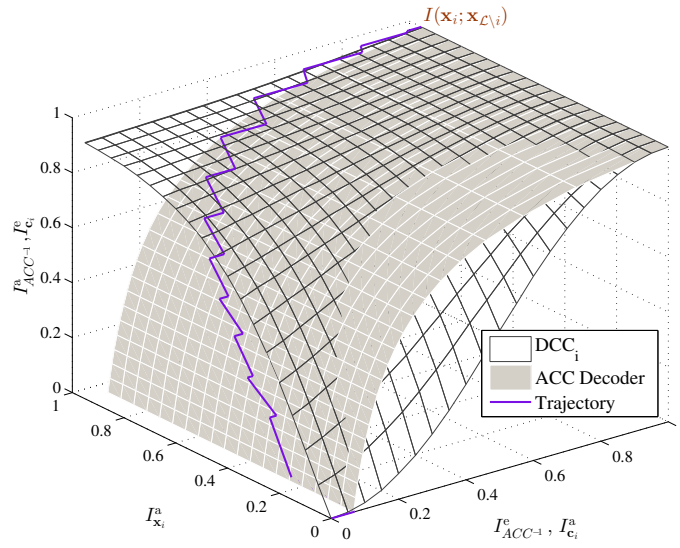 I(x_i; x_{L\i})
1
0.8
0.6
0.4
0.2
0
I^a_{ACC^{-1}}, I^e_{c_i}
1
0.8
0.6
0.4
0.2
0
I^a_{x_i}
0
0.2
0.4
0.6
0.8
I^e_{ACC^{-1}} , I^a_{c_i}
DCC_i
ACC Decoder
Trajectory